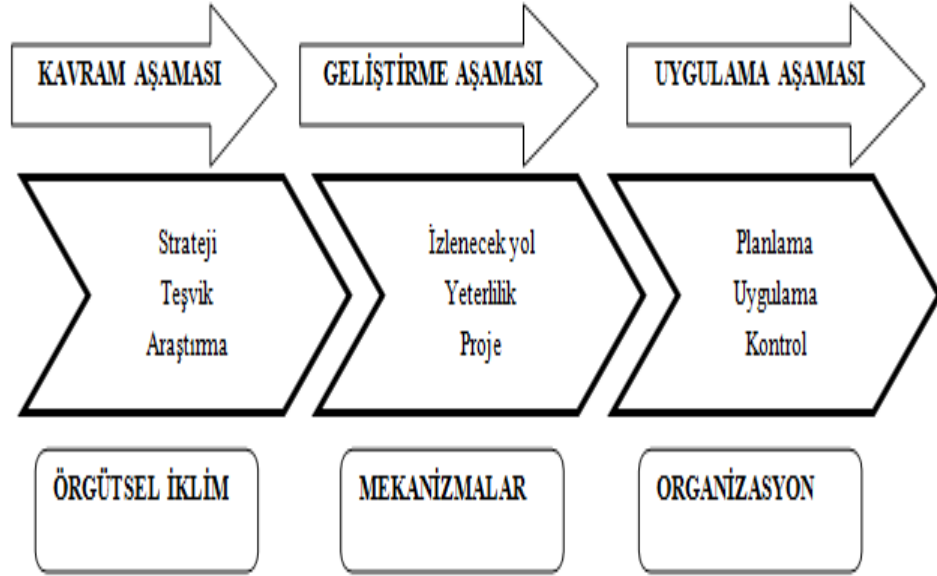 KAVRAM AŞAMASI
GELİŞTİRME AŞAMASI
UYGULAMA AŞAMASI
Strateji
Teşvik
Araştırma
İzlenecek yol
Yeterlilik
Proje
Planlama
Uygulama
Kontrol
ÖRGÜTSEL İKLİM
MEKANİZMALAR
ORGANİZASYON